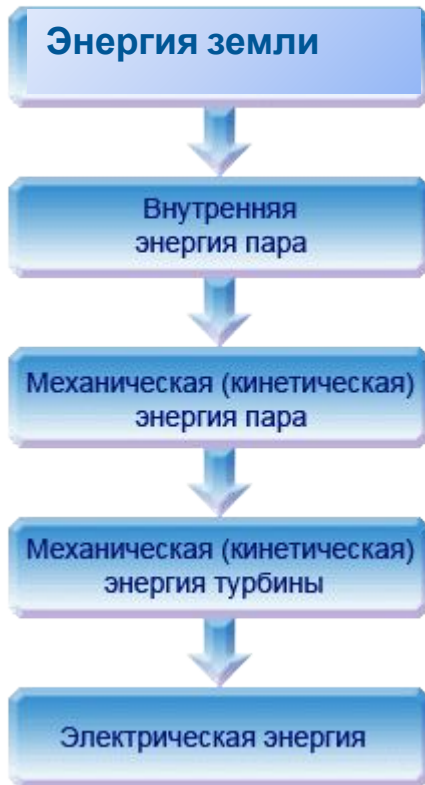 Энергия земли
Внутренняя
энергия пара
Механическая (кинетическая)
энергия пара
Механическая (кинетическая)
энергия турбины
Электрическая энергия